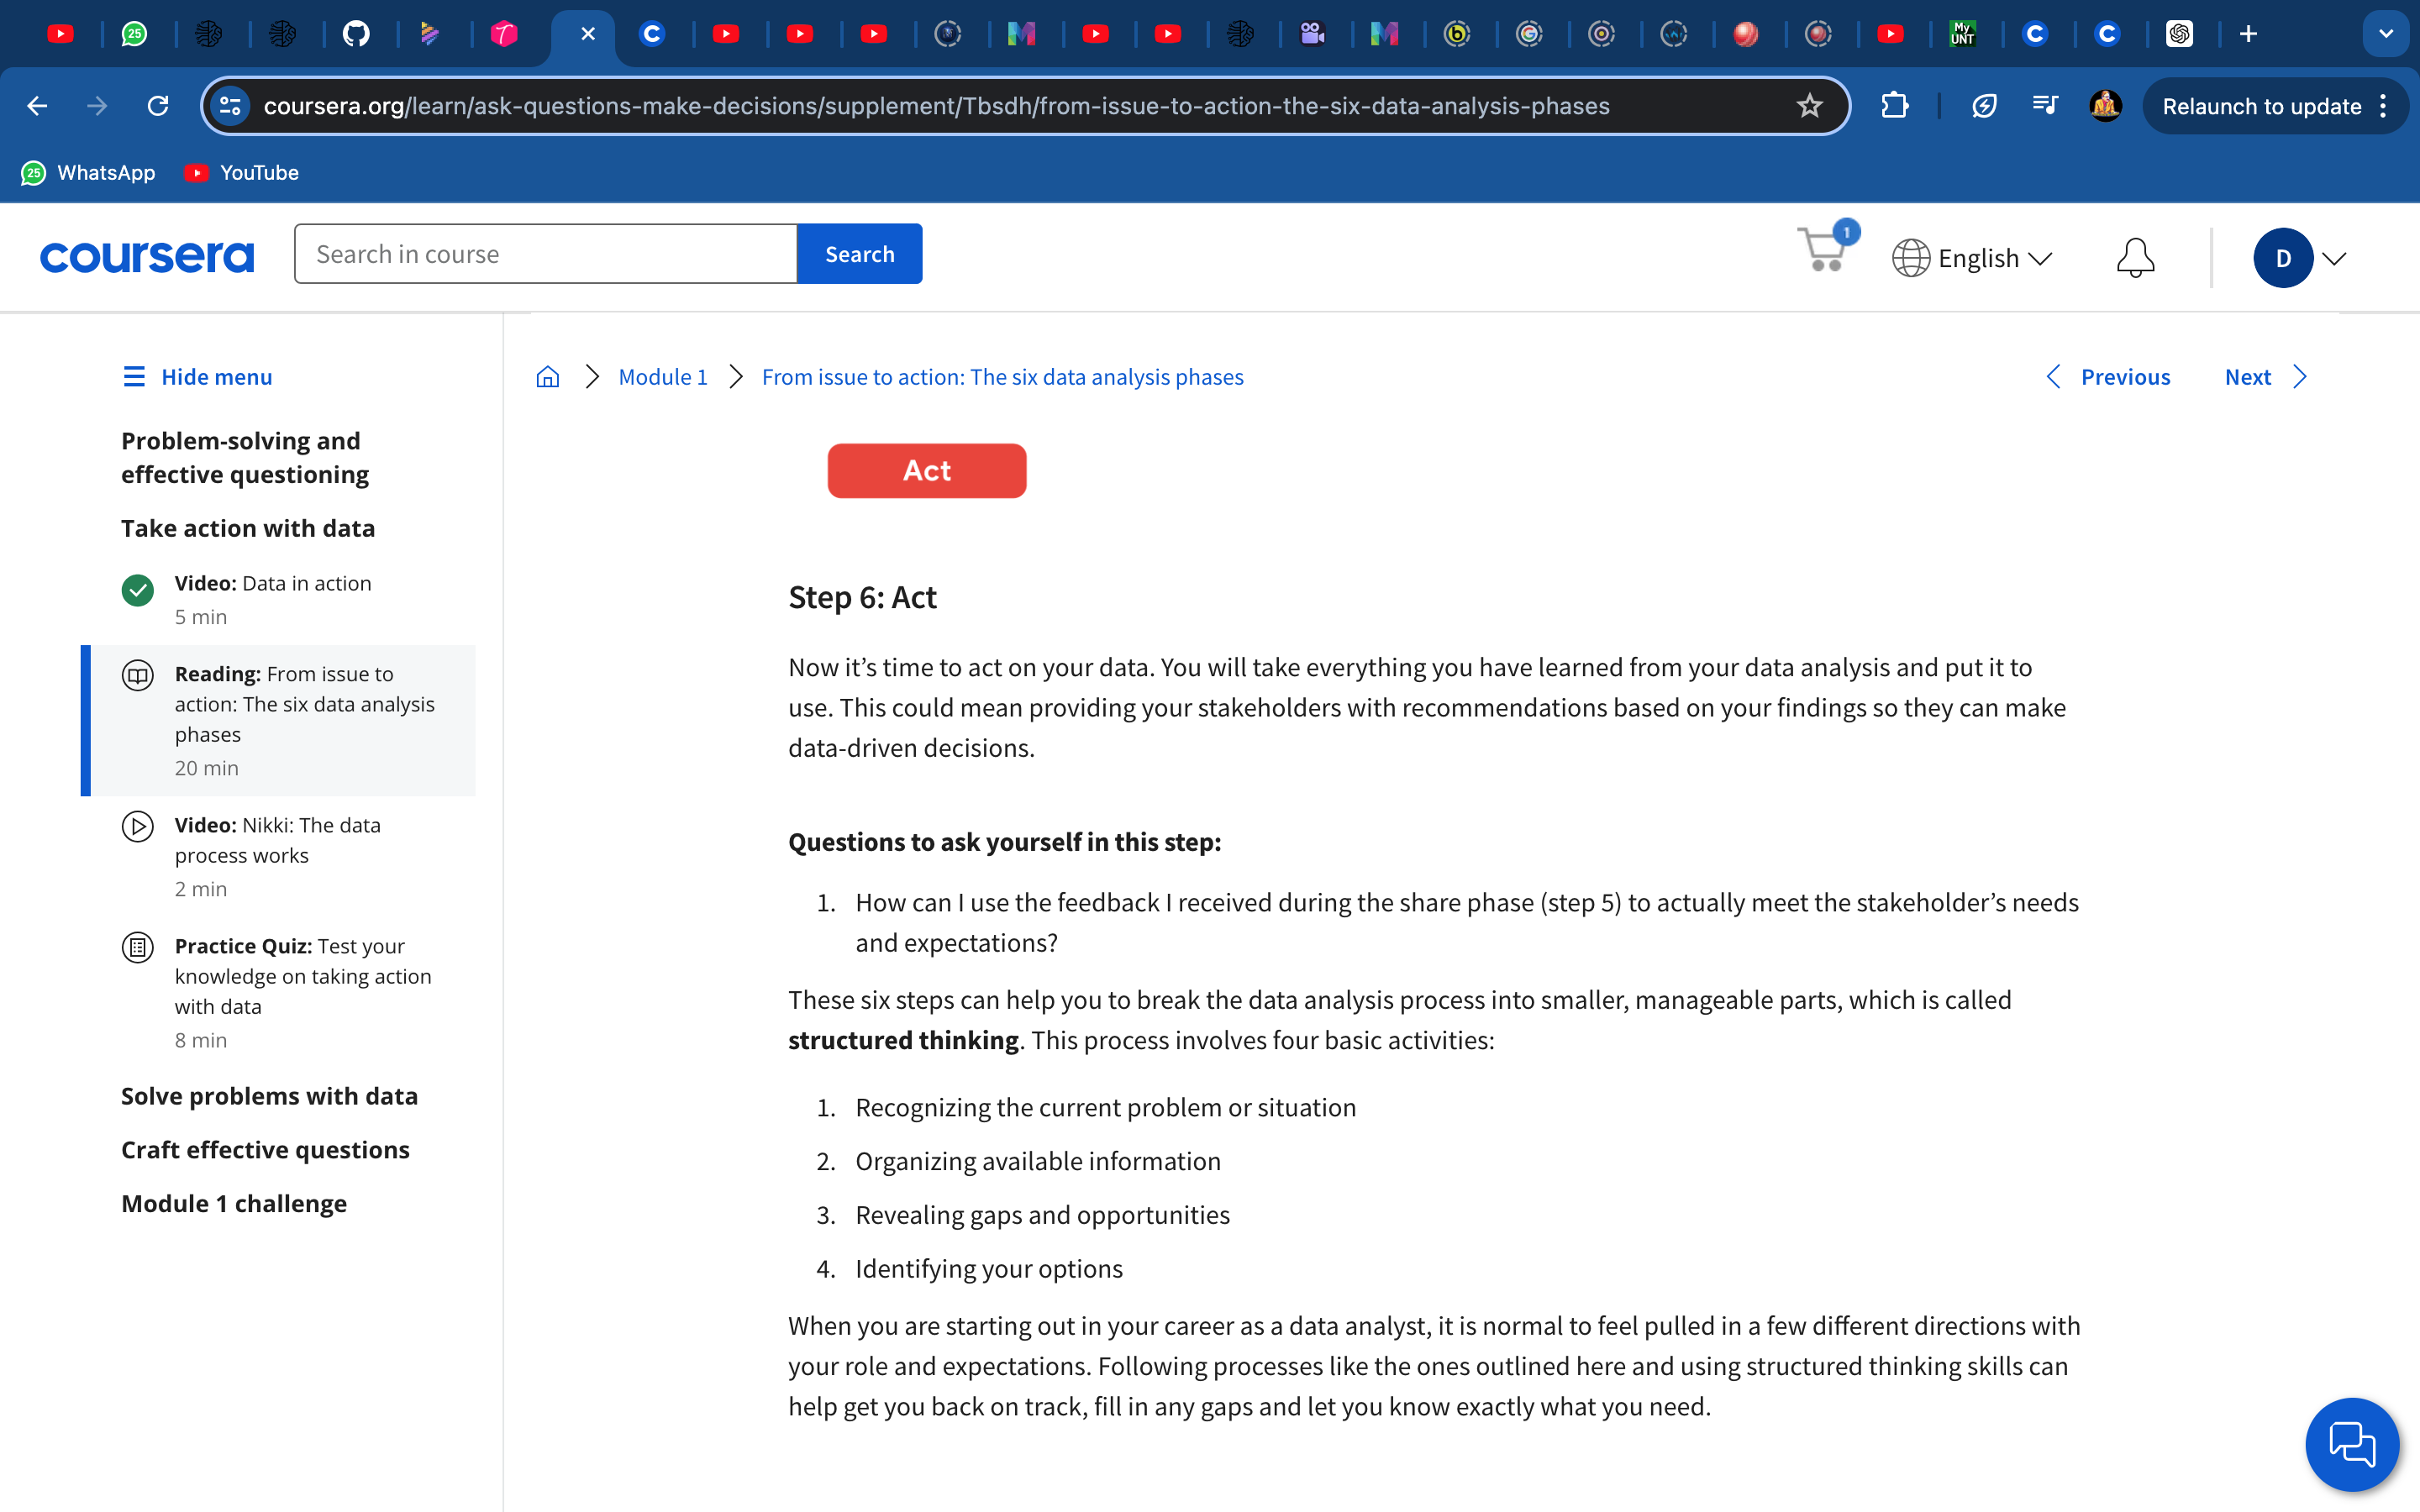 25
My
UNT
coursera.org/learn/ask-questions-make-decisions/supplement/Tbsdh/from-issue-to-action-the-six-data-analysis-phases
Relaunch to update
25 WhatsApp
YouTube
coursera
Search in course
Search
1
English
D
Hide menu
Module 1
From issue to action: The six data analysis phases
Previous
Next
Problem-solving and
effective questioning
Take action with data
Video: Data in action
5 min
Reading: From issue to
action: The six data analysis
phases
20 min
Video: Nikki: The data
process works
2 min
Practice Quiz: Test your
knowledge on taking action
with data
8 min
Solve problems with data
Craft effective questions
Module 1 challenge
Act
Step 6: Act
Now it’s time to act on your data. You will take everything you have learned from your data analysis and put it to
use. This could mean providing your stakeholders with recommendations based on your findings so they can make
data-driven decisions.
Questions to ask yourself in this step:
1. How can I use the feedback I received during the share phase (step 5) to actually meet the stakeholder’s needs
and expectations?
These six steps can help you to break the data analysis process into smaller, manageable parts, which is called
structured thinking. This process involves four basic activities:
1. Recognizing the current problem or situation
2. Organizing available information
3. Revealing gaps and opportunities
4. Identifying your options
When you are starting out in your career as a data analyst, it is normal to feel pulled in a few different directions with
your role and expectations. Following processes like the ones outlined here and using structured thinking skills can
help get you back on track, fill in any gaps and let you know exactly what you need.